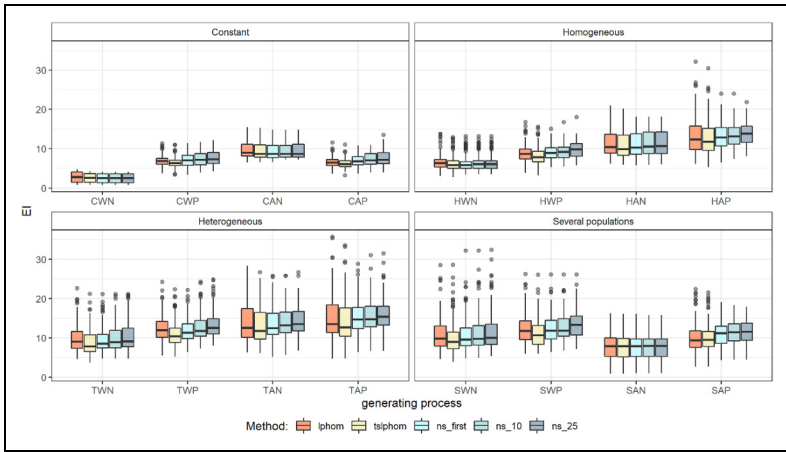 Constant
Homogeneous
30
20
10
0
CWN CWP CAN CAP
HWN HWP HAN HAP
EI
Heterogeneous
Several populations
30
20
10
0
TWN TWP TAN TAP
SWN SWP SAN SAP
generating process
Method: lphom tslphom ns_first ns_10 ns_25